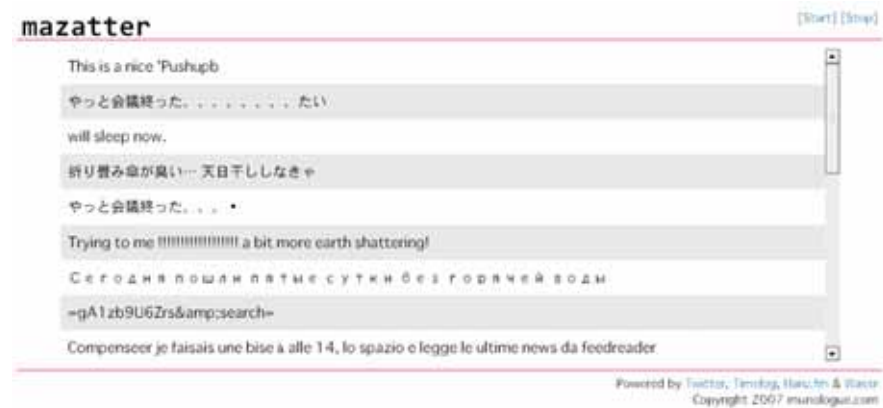 mazatter
[Start] [Stop]
This is a nice 'Pushupb
やっと会議終った. . . . . . . . たい
will sleep now.
折り畳み傘が臭い… 天日干ししなきゃ
やっと会議終った. . . •
Trying to me !!!!!!!!!!!!!!!!!!! a bit more earth shattering!
Сегодня пошли пятые сутки без горячей воды
=gA1zb9U6Zrs&amp;search=
Compenseer je faisais une bise à alle 14, lo spazio e legge le ultime news da feedreader
Powered by Twitter, Timelog, Haru.fm & Wassr
Copyright 2007 munologue.com